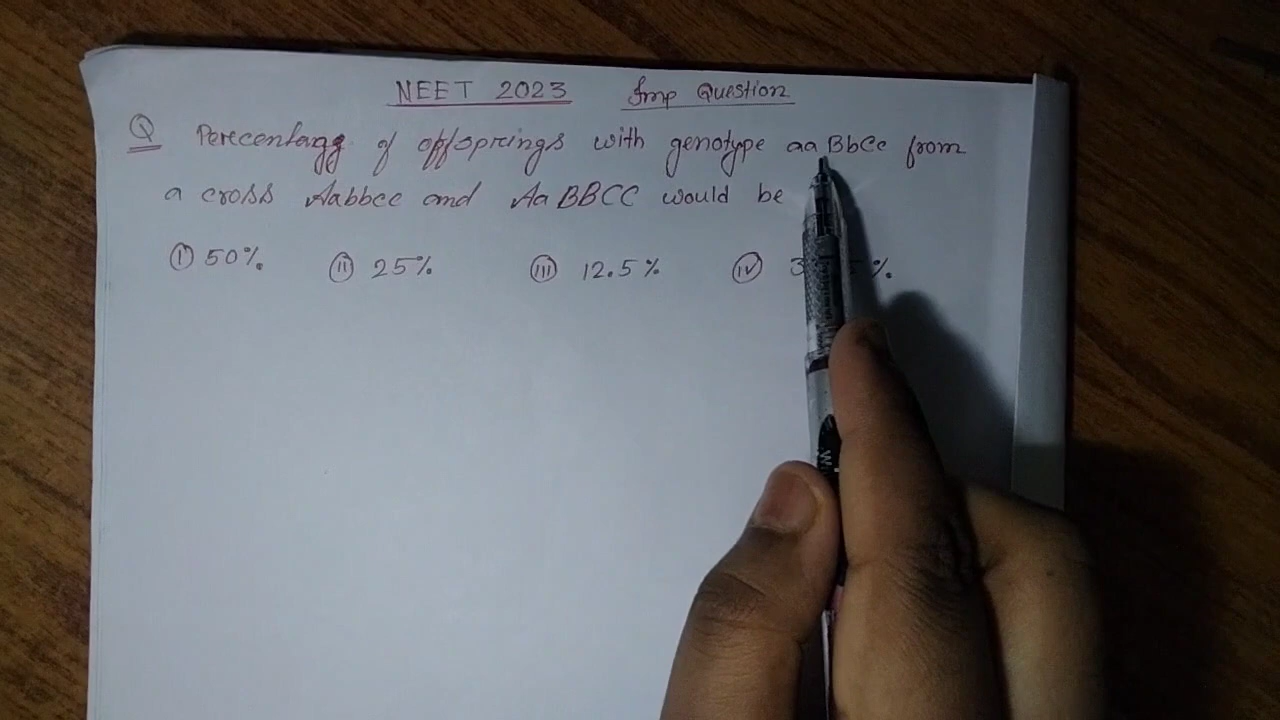 NEET 2023 Imp Question
Q Percentagg of offsprings with genotype aaBbCc from
a cross Aabbcc and AaBBCC would be
I 50%.
II 25%
III 12.5%
IV %.